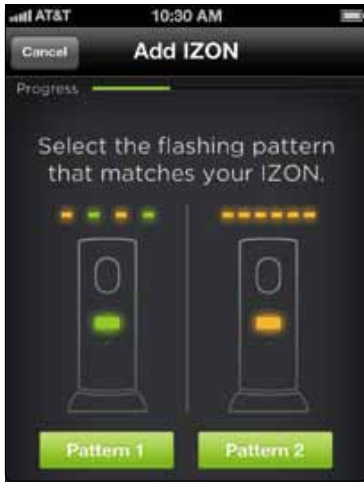 AT&T 10:30 AM
Cancel Add IZON
Progress
Select the flashing pattern
that matches your IZON.
Pattern 1 Pattern 2